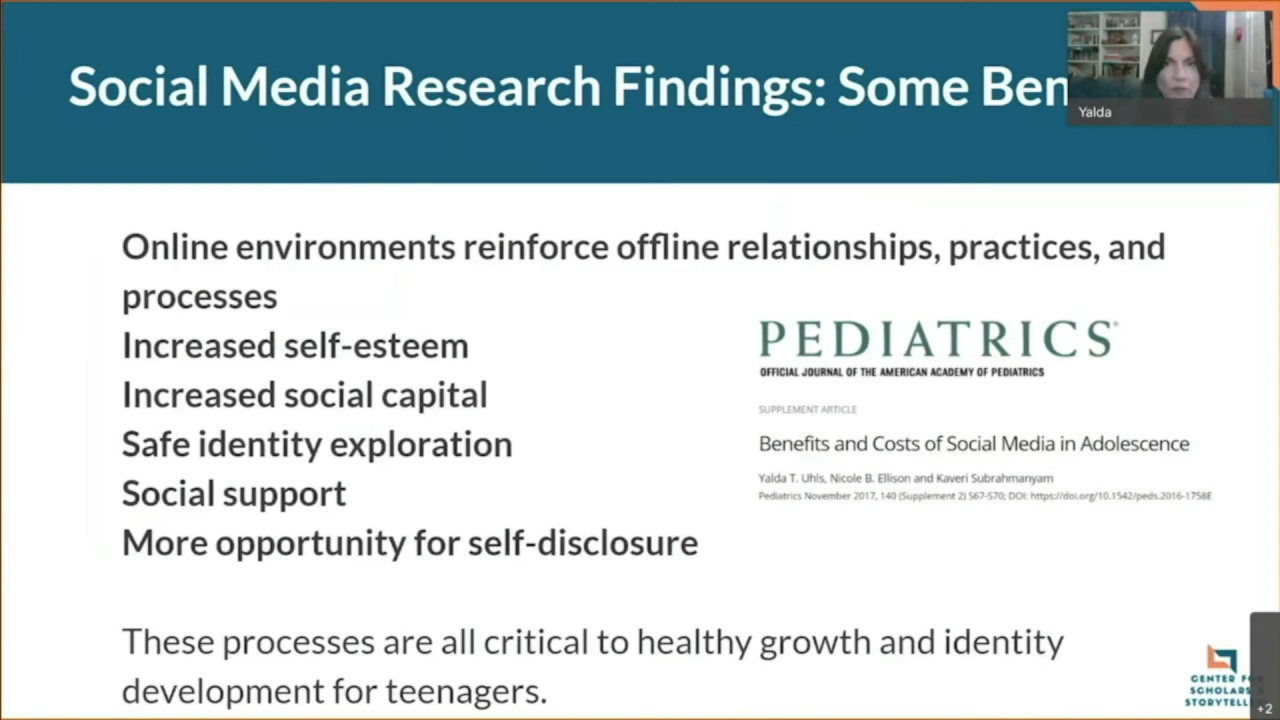 Social Media Research Findings: Some Ben
Yalda
Online environments reinforce offline relationships, practices, and
processes
Increased self-esteem
Increased social capital
Safe identity exploration
Social support
More opportunity for self-disclosure
PEDIATRICS
OFFICIAL JOURNAL OF THE AMERICAN ACADEMY OF PEDIATRICS
SUPPLEMENT ARTICLE
Benefits and Costs of Social Media in Adolescence
Yalda T. Uhls, Nicole B. Ellison and Kaveri Subrahmanyam
Pediatrics November 2017, 140 (Supplement 2) S67-S70; DOI: https://doi.org/10.1542/peds.2016-1758E
These processes are all critical to healthy growth and identity
development for teenagers.
CENTER FO
SCHOLARS &
STORYTELL
+2